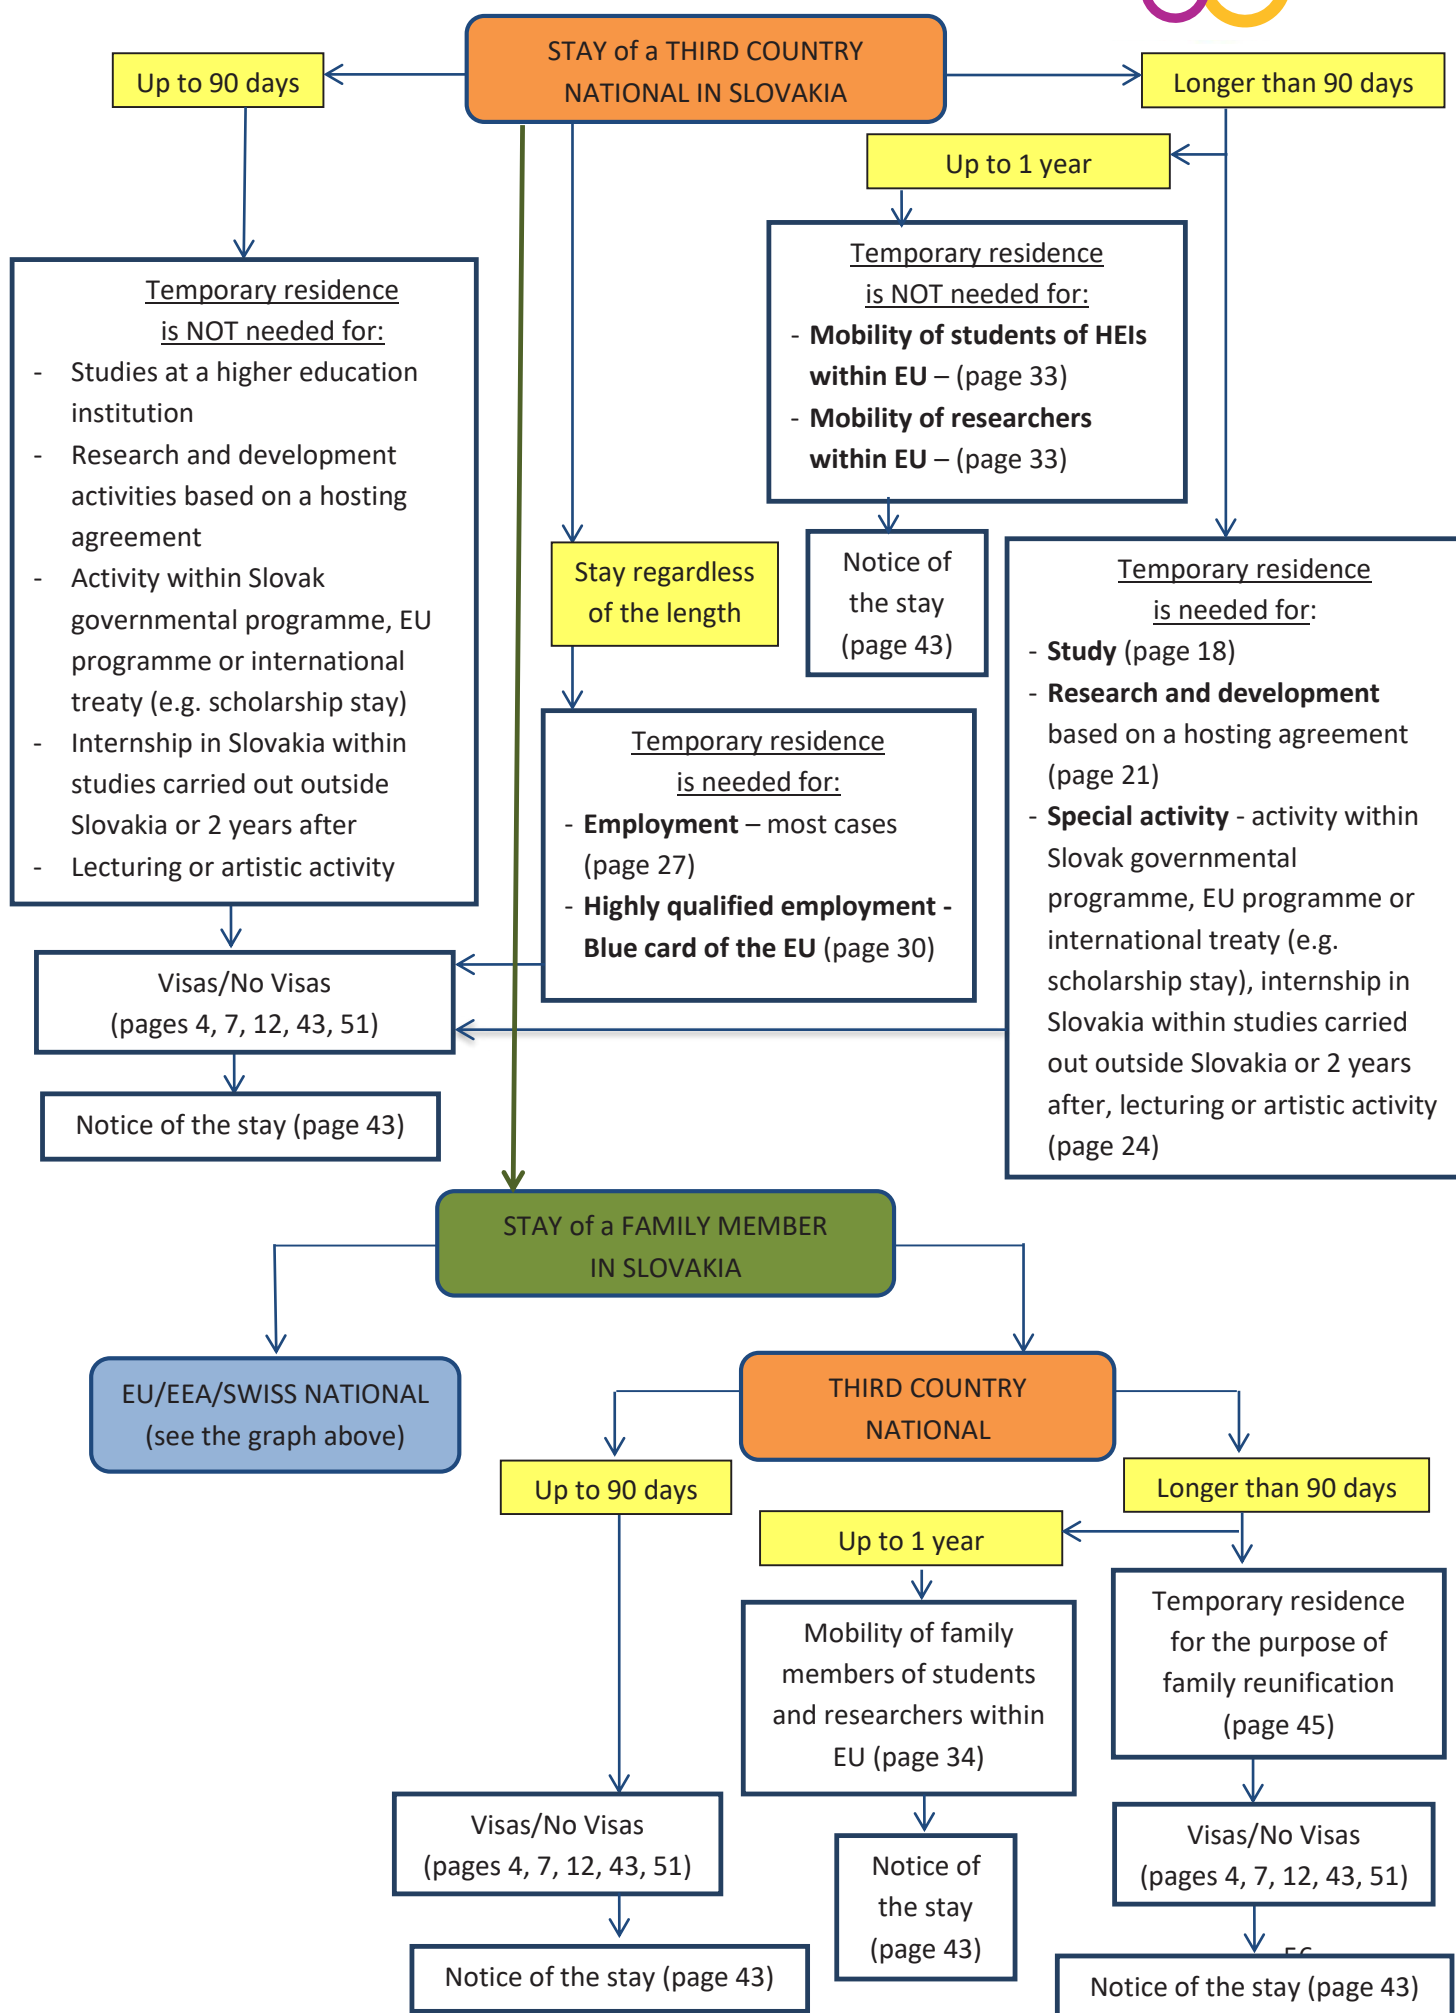 STAY of a THIRD COUNTRY
NATIONAL IN SLOVAKIA
Up to 90 days
Longer than 90 days
Up to 1 year
Temporary residence
is NOT needed for:
- Studies at a higher education
institution
- Research and development
activities based on a hosting
agreement
- Activity within Slovak
governmental programme, EU
programme or international
treaty (e.g. scholarship stay)
- Internship in Slovakia within
studies carried out outside
Slovakia or 2 years after
- Lecturing or artistic activity
Temporary residence
is NOT needed for:
- Mobility of students of HEIs
within EU – (page 33)
- Mobility of researchers
within EU – (page 33)
Notice of
the stay
(page 43)
Stay regardless
of the length
Temporary residence
is needed for:
- Employment – most cases
(page 27)
- Highly qualified employment -
Blue card of the EU (page 30)
Temporary residence
is needed for:
- Study (page 18)
- Research and development
based on a hosting agreement
(page 21)
- Special activity - activity within
Slovak governmental
programme, EU programme or
international treaty (e.g.
scholarship stay), internship in
Slovakia within studies carried
out outside Slovakia or 2 years
after, lecturing or artistic activity
(page 24)
Visas/No Visas
(pages 4, 7, 12, 43, 51)
Notice of the stay (page 43)
STAY of a FAMILY MEMBER
IN SLOVAKIA
EU/EEA/SWISS NATIONAL
(see the graph above)
THIRD COUNTRY
NATIONAL
Up to 90 days
Longer than 90 days
Up to 1 year
Mobility of family
members of students
and researchers within
EU (page 34)
Temporary residence
for the purpose of
family reunification
(page 45)
Visas/No Visas
(pages 4, 7, 12, 43, 51)
Notice of
the stay
(page 43)
Visas/No Visas
(pages 4, 7, 12, 43, 51)
Notice of the stay (page 43)
Notice of the stay (page 43)